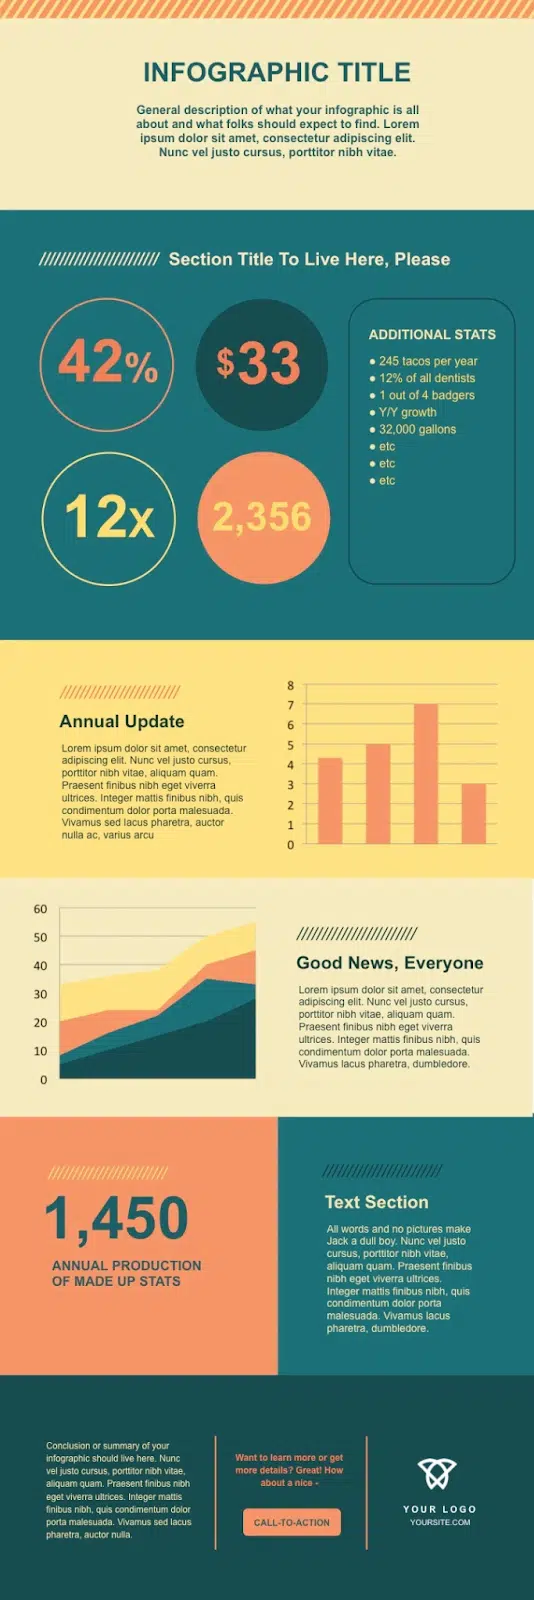 INFOGRAPHIC TITLE
General description of what your infographic is all
about and what folks should expect to find. Lorem
ipsum dolor sit amet, consectetur adipiscing elit.
Nunc vel justo cursus, porttitor nibh vitae.
Section Title To Live Here, Please
42%
$33
12x
2,356
ADDITIONAL STATS
● 245 tacos per year
● 12% of all dentists
● 1 out of 4 badgers
● Y/Y growth
● 32,000 gallons
● etc
● etc
● etc
Annual Update
Lorem ipsum dolor sit amet, consectetur
adipiscing elit. Nunc vel justo cursus,
porttitor nibh vitae, aliquam quam.
Praesent finibus nibh eget viverra
ultrices. Integer mattis finibus nibh, quis
condimentum dolor porta malesuada.
Vivamus sed lacus pharetra, auctor
nulla ac, varius arcu
8
7
6
5
4
3
2
1
0
60
50
40
30
20
10
0
Good News, Everyone
Lorem ipsum dolor sit amet, consectetur
adipiscing elit. Nunc vel justo cursus,
porttitor nibh vitae, aliquam quam.
Praesent finibus nibh eget viverra
ultrices. Integer mattis finibus nibh, quis
condimentum dolor porta malesuada.
Vivamus lacus pharetra, dumbledore.
1,450
ANNUAL PRODUCTION
OF MADE UP STATS
Text Section
All words and no pictures make
Jack a dull boy. Nunc vel justo
cursus, porttitor nibh vitae,
aliquam quam. Praesent finibus
nibh eget viverra ultrices.
Integer mattis finibus nibh, quis
condimentum dolor porta
malesuada. Vivamus lacus
pharetra, dumbledore.
Conclusion or summary of your
infographic should live here. Nunc
vel justo cursus, porttitor nibh vitae,
aliquam quam. Praesent finibus nibh
eget viverra ultrices. Integer mattis
finibus nibh, quis condimentum dolor
porta malesuada. Vivamus sed lacus
pharetra, auctor nulla.
Want to learn more or get
more details? Great! How
about a nice -
CALL-TO-ACTION
YOUR LOGO
YOURSITE.COM